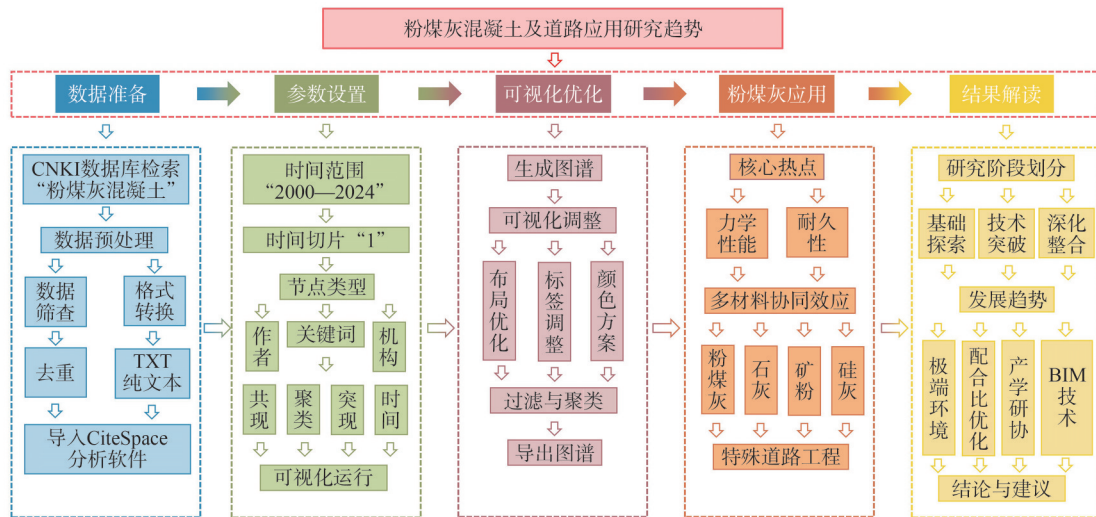 粉煤灰混凝土及道路应用研究趋势
数据准备
参数设置
可视化优化
粉煤灰应用
结果解读
CNKI数据库检索
“粉煤灰混凝土”
数据预处理
数据
筛查
格式
转换
去重
TXT
纯文本
导入CiteSpace
分析软件
时间范围
“2000—2024”
时间切片“1”
节点类型
作者
关键词
机构
共现
聚类
突现
时间
可视化运行
生成图谱
可视化调整
布局优化
标签调整
颜色方案
过滤与聚类
导出图谱
核心热点
力学
性能
耐久
性
多材料协同效应
粉煤灰
石灰
矿粉
硅灰
特殊道路工程
研究阶段划分
基础
探索
技术
突破
深化
整合
发展趋势
极端环境
配合比优化
产学研协
BIM
技术
结论与建议